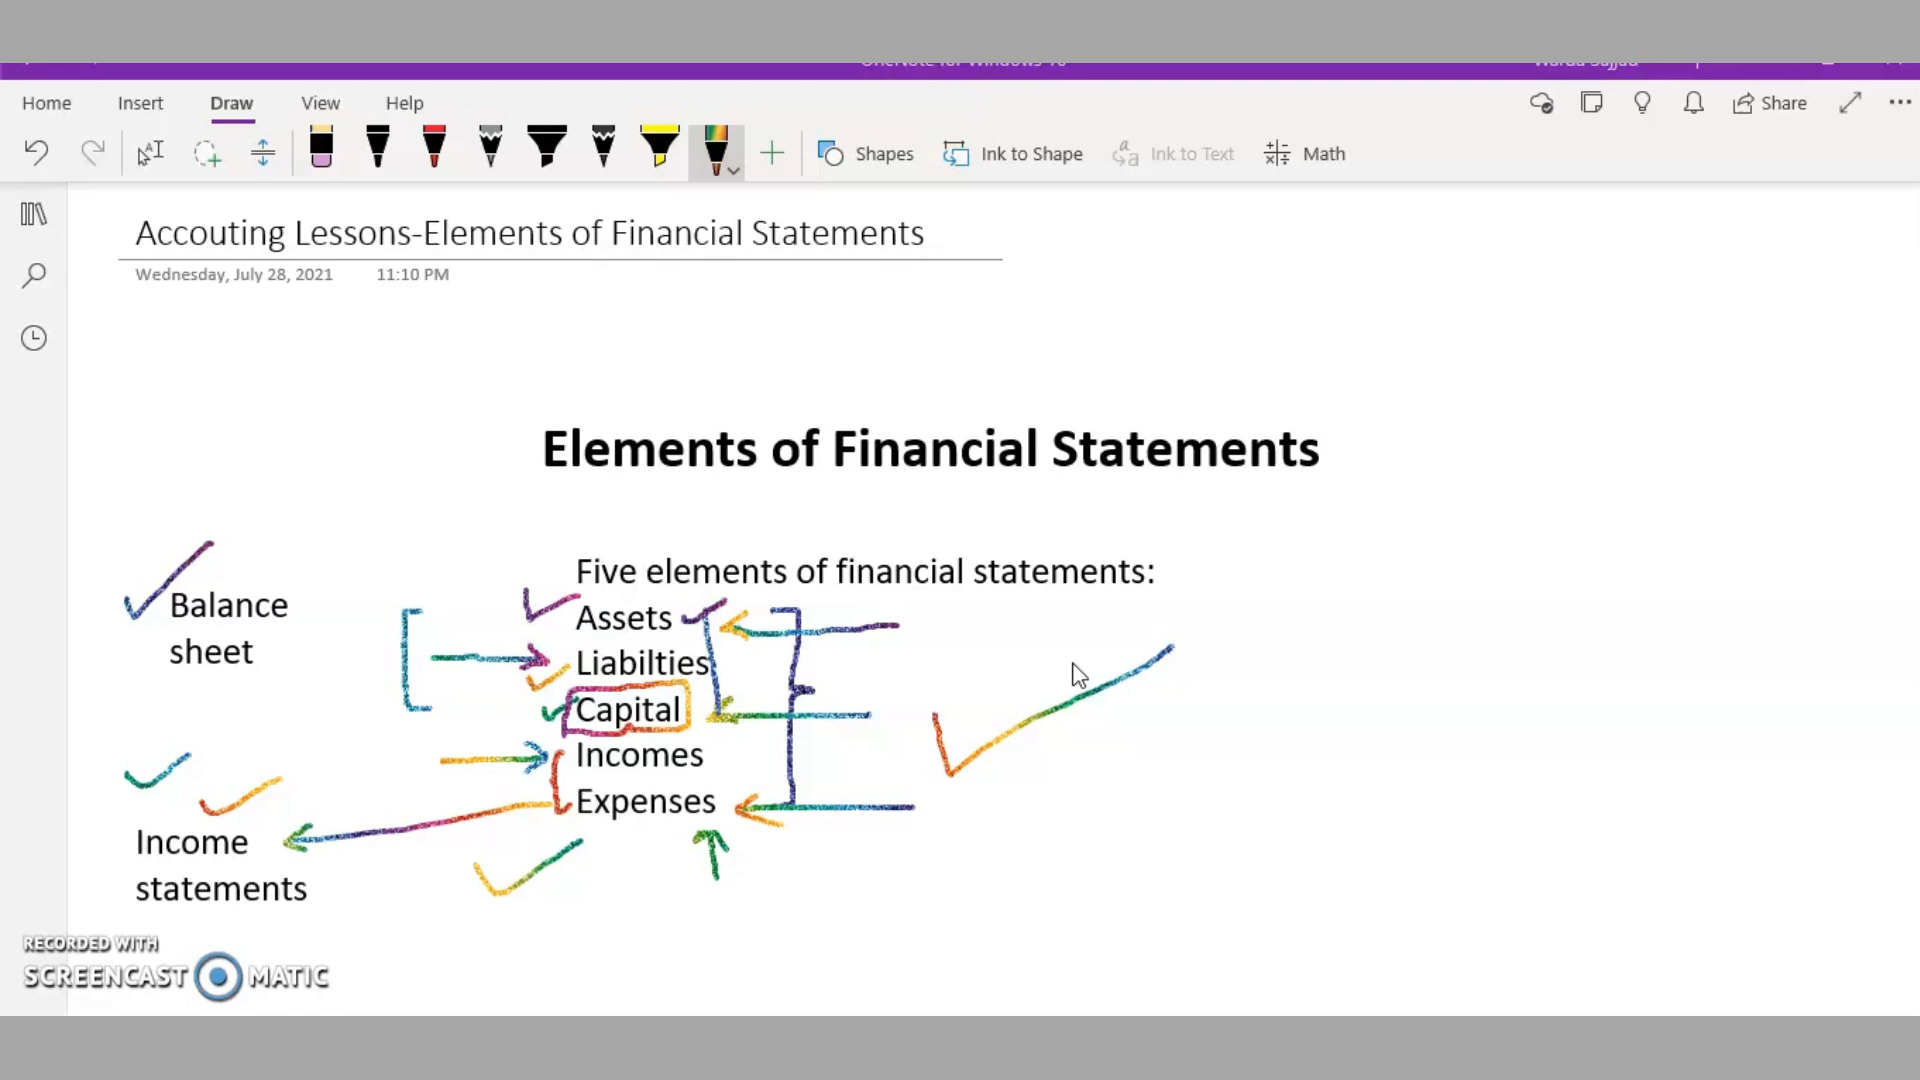 Home Insert Draw View Help
Share
Shapes Ink to Shape Ink to Text Math
Accouting Lessons-Elements of Financial Statements
Wednesday, July 28, 2021 11:10 PM
Elements of Financial Statements
Five elements of financial statements:
Assets
Liabilties
Capital
Incomes
Expenses
Balance
sheet
Income
statements
RECORDED WITH
SCREENCAST MATIC